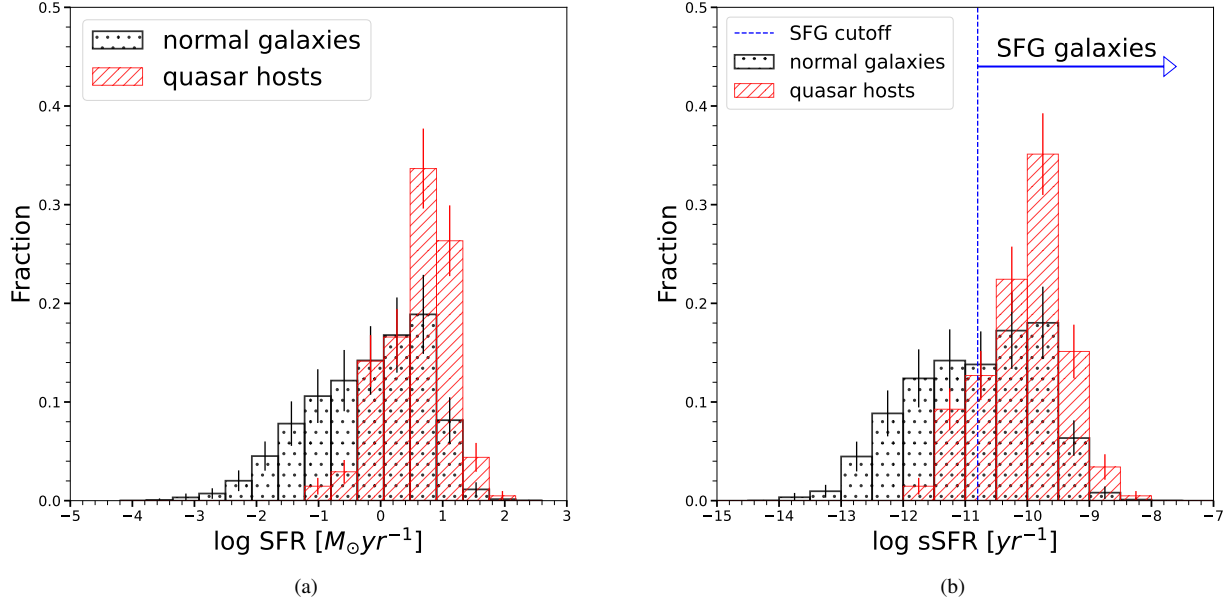 0.5
0.4
0.3
0.2
0.1
0.0
Fraction
normal galaxies
quasar hosts
−5 −4 −3 −2 −1 0 1 2 3
log SFR [M⊙yr⁻¹]
(a)
0.5
0.4
0.3
0.2
0.1
0.0
Fraction
SFG cutoff
normal galaxies
quasar hosts
SFG galaxies
−15 −14 −13 −12 −11 −10 −9 −8 −7
log sSFR [yr⁻¹]
(b)